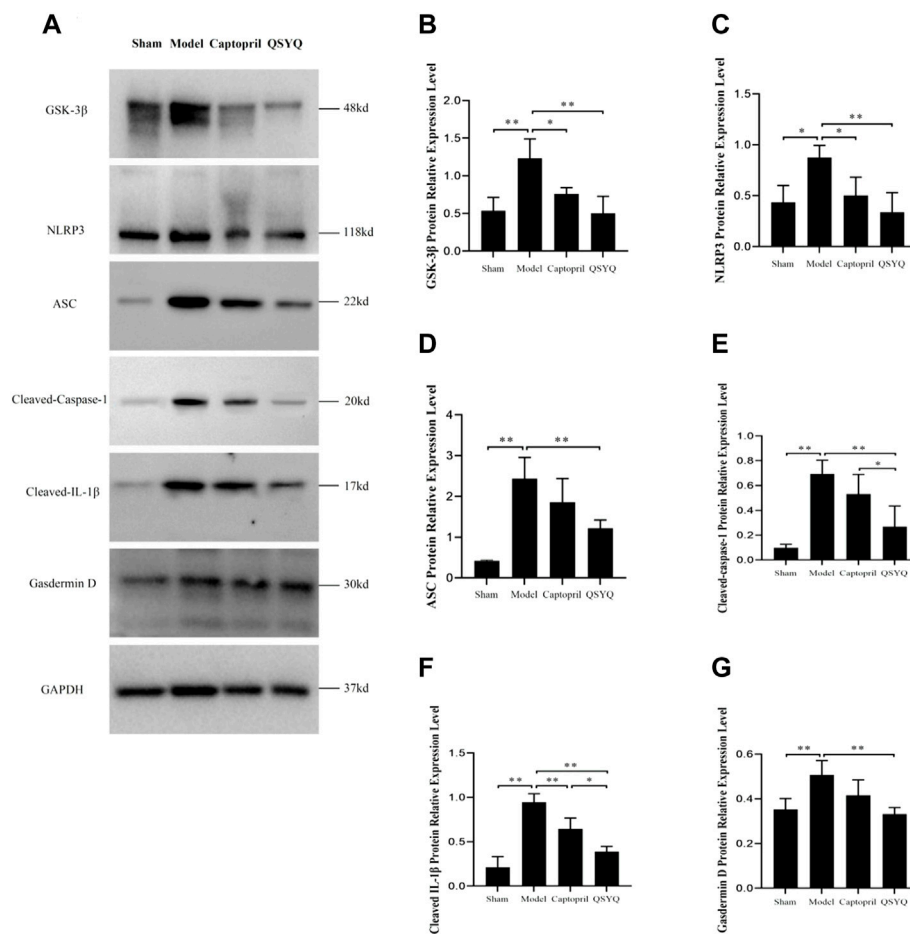 A
Sham Model Captopril QSYQ
GSK-3β
48kd
NLRP3
118kd
ASC
22kd
Cleaved-Caspase-1
20kd
Cleaved-IL-1β
17kd
Gasdermin D
30kd
GAPDH
37kd
B
GSK-3β Protein Relative Expression Level
2.0
1.5
1.0
0.5
0.0
** * **
Sham Model Captopril QSYQ
C
NLRP3 Protein Relative Expression Level
1.5
1.0
0.5
0.0
* * **
Sham Model Captopril QSYQ
D
ASC Protein Relative Expression Level
4
3
2
1
0
** **
Sham Model Captopril QSYQ
E
Cleaved-caspase-1 Protein Relative Expression Level
1.0
0.8
0.6
0.4
0.2
0.0
** **
*
Sham Model Captopril QSYQ
F
Cleaved IL-1β Protein Relative Expression Level
1.5
1.0
0.5
0.0
**
** ** *
Sham Model Captopril QSYQ
G
Gasdermin D Protein Relative Expression Level
0.6
0.4
0.2
0.0
** **
Sham Model Captopril QSYQ